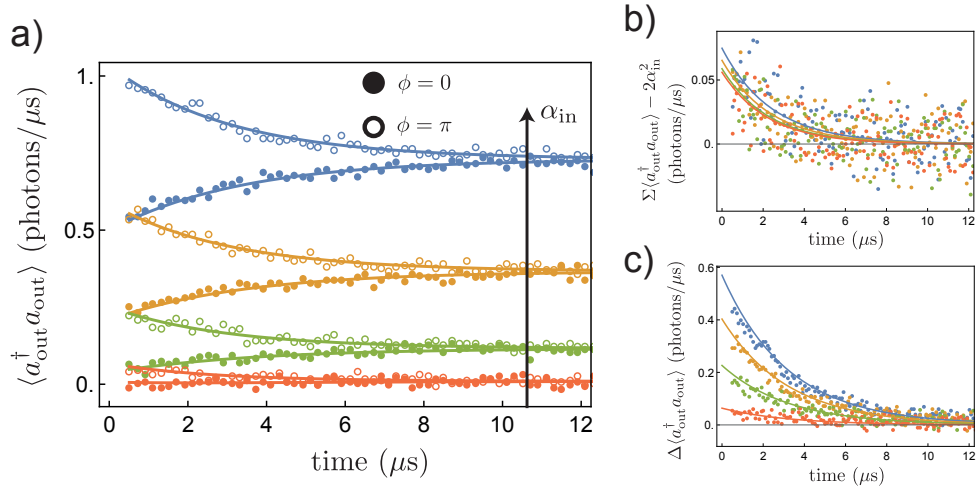 a)
⟨a†out aout⟩ (photons/μs)
1.
0.5
0.
0 2 4 6 8 10 12
time (μs)
ϕ = 0
ϕ = π
αin
b)
Σ⟨a†out aout⟩ − 2α²in
(photons/μs)
0.05
0
0 2 4 6 8 10 12
time (μs)
c)
Δ⟨a†out aout⟩ (photons/μs)
0.6
0.4
0.2
0
0 2 4 6 8 10 12
time (μs)